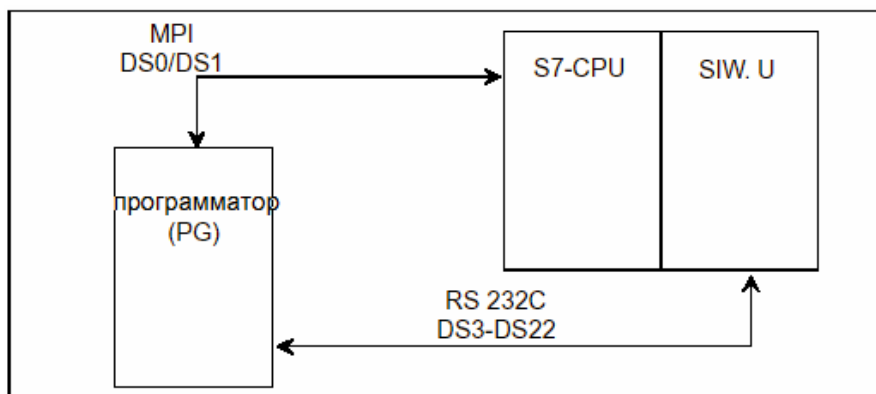 MPI
DS0/DS1
S7-CPU
SIW. U
программатор
(PG)
RS 232C
DS3-DS22